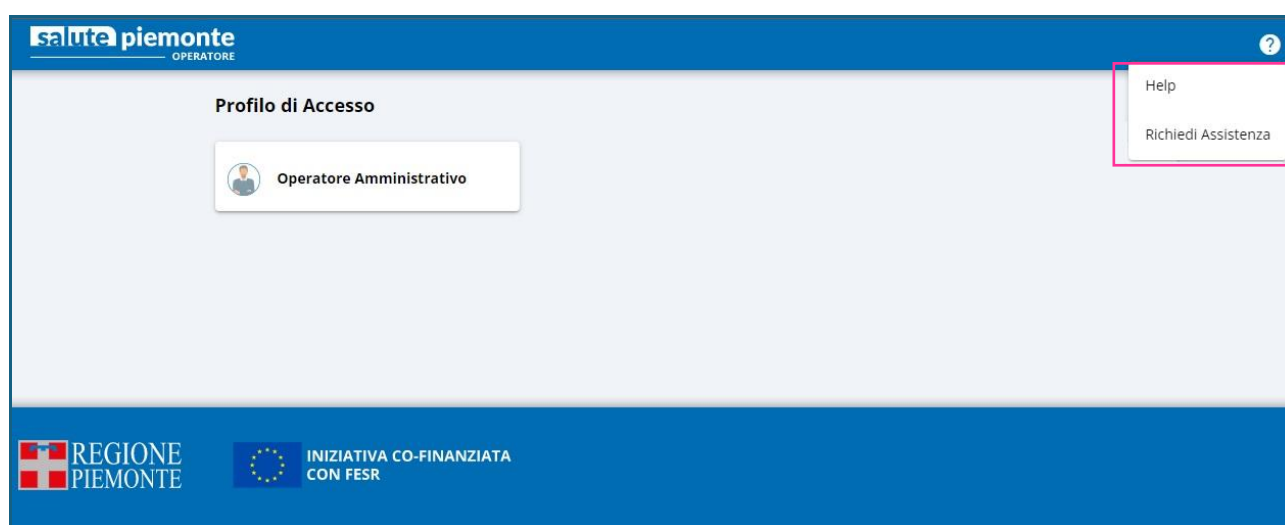 salute piemonte
OPERATORE
?
Help
Richiedi Assistenza
Profilo di Accesso
Operatore Amministrativo
REGIONE
PIEMONTE
INIZIATIVA CO-FINANZIATA
CON FESR